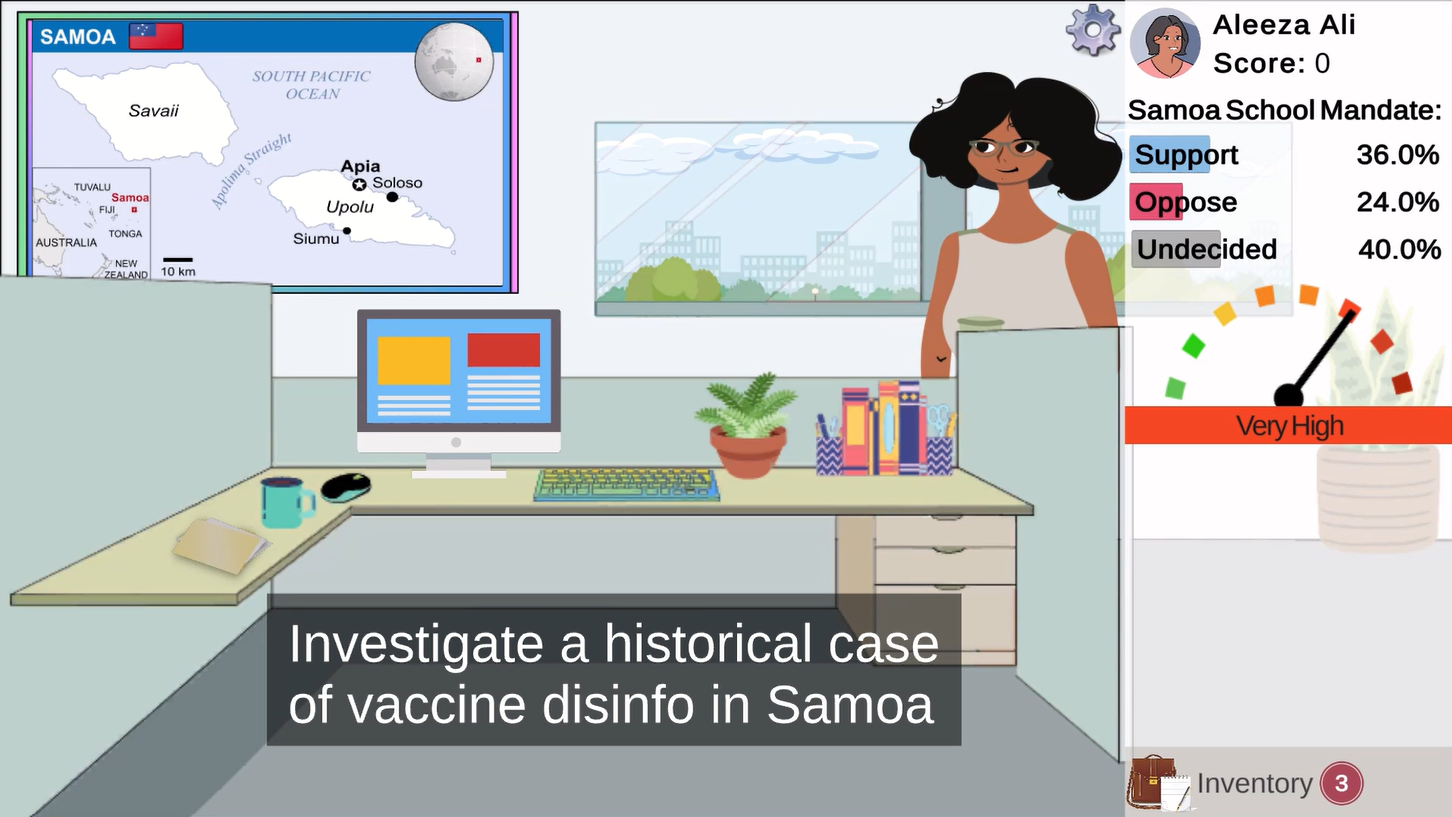 SAMOA
SOUTH PACIFIC
OCEAN
Savaii
Apolima Straight
Apia
Soloso
Upolu
Siumu
TUVALU
Samoa
FIJI
TONGA
AUSTRALIA
NEW
ZEALAND
10 km
Aleeza Ali
Score: 0
Samoa School Mandate:
Support 36.0%
Oppose 24.0%
Undecided 40.0%
Very High
Investigate a historical case
of vaccine disinfo in Samoa
Inventory 3